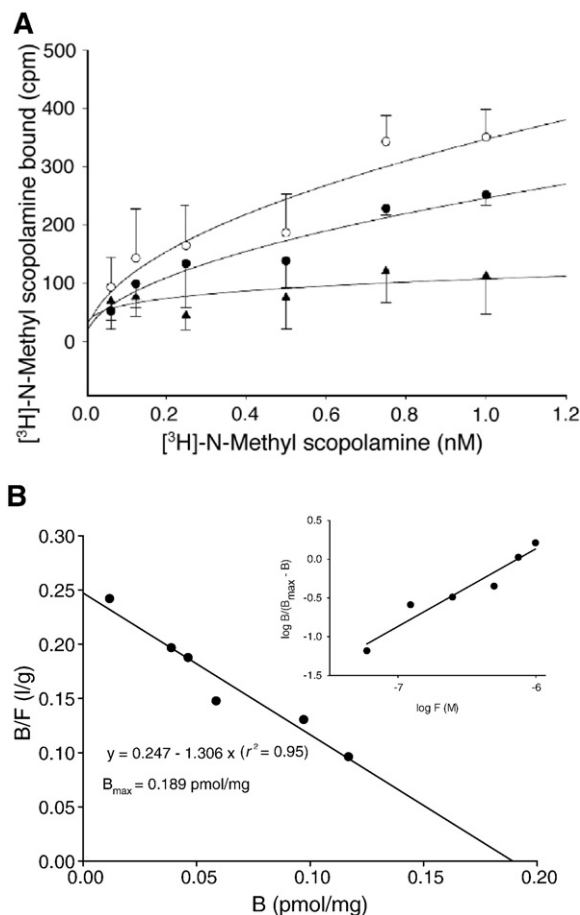 A
[³H]-N-Methyl scopolamine bound (cpm)
500
400
300
200
100
0
0.0 0.2 0.4 0.6 0.8 1.0 1.2
[³H]-N-Methyl scopolamine (nM)
B
B/F (l/g)
0.30
0.25
0.20
0.15
0.10
0.05
0.00
0.00 0.05 0.10 0.15 0.20
B (pmol/mg)
y = 0.247 - 1.306 x (r² = 0.95)
Bmax = 0.189 pmol/mg
log B/(Bmax - B)
0.5
0.0
-0.5
-1.0
-1.5
-7 -6
log F (M)